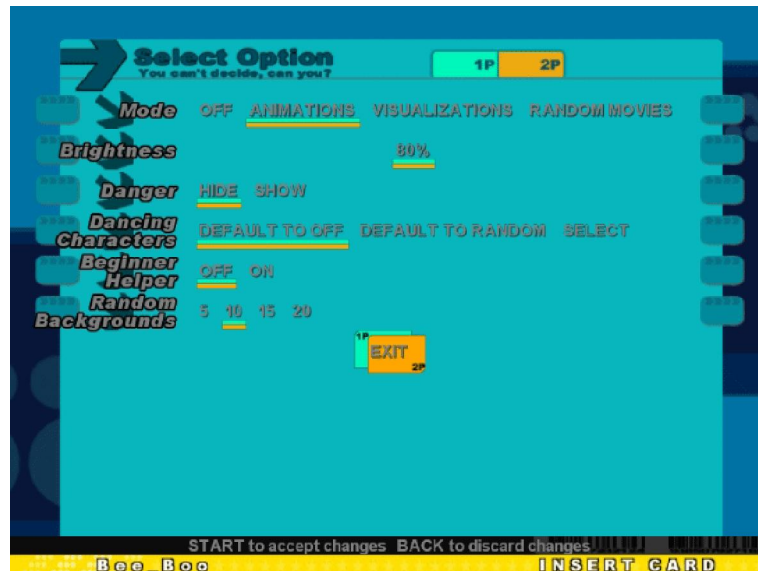 Select Option
You can't decide, can you?
1P 2P
Mode OFF ANIMATIONS VISUALIZATIONS RANDOM MOVIES
Brightness 80%
Danger HIDE SHOW
Dancing
Characters DEFAULT TO OFF DEFAULT TO RANDOM SELECT
Beginner
Helper OFF ON
Random
Backgrounds 5 10 15 20
1P
EXIT
2P
START to accept changes BACK to discard changes
Bee_Boo INSERT CARD